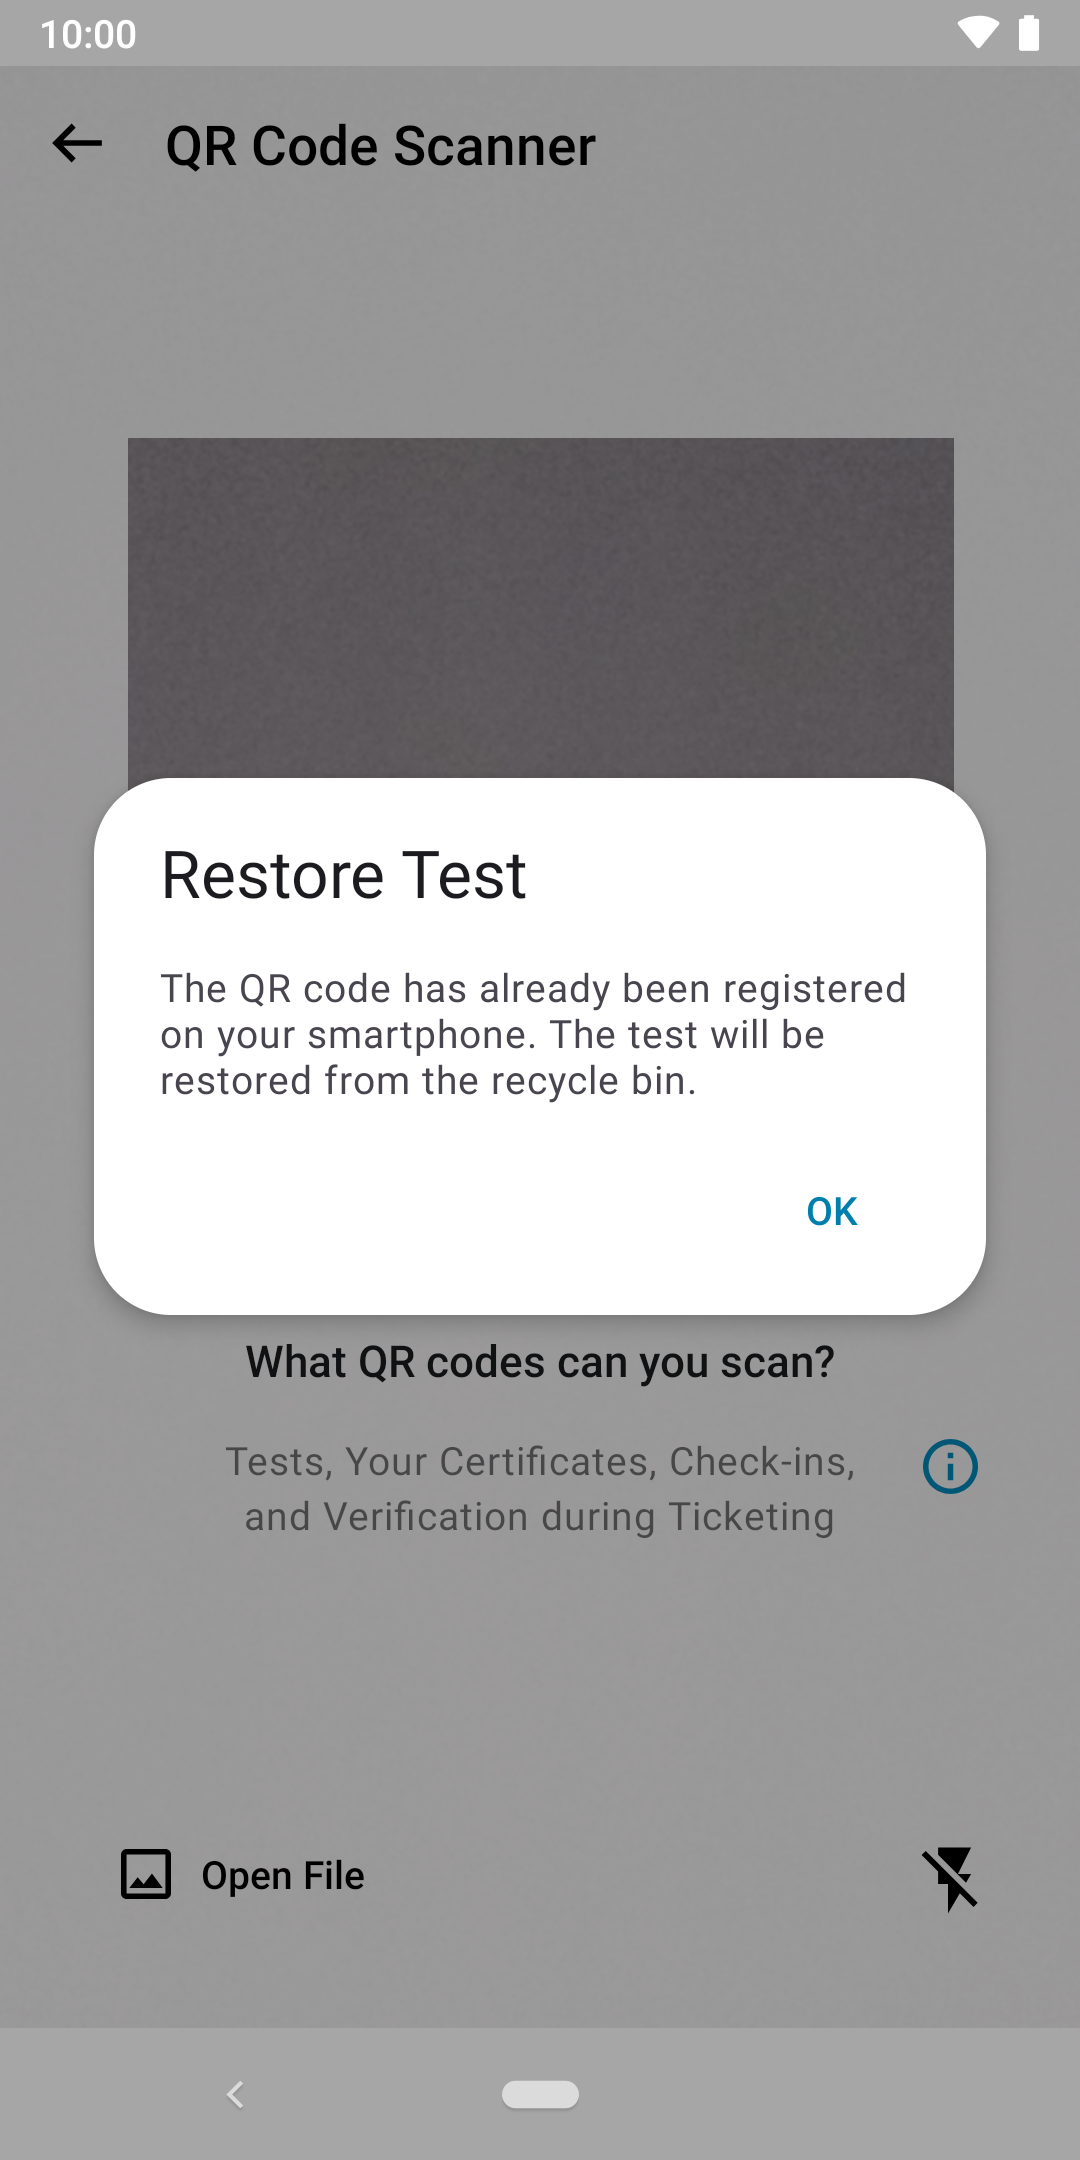 10:00
QR Code Scanner
Restore Test
The QR code has already been registered
on your smartphone. The test will be
restored from the recycle bin.
OK
What QR codes can you scan?
Tests, Your Certificates, Check-ins,
and Verification during Ticketing
Open File